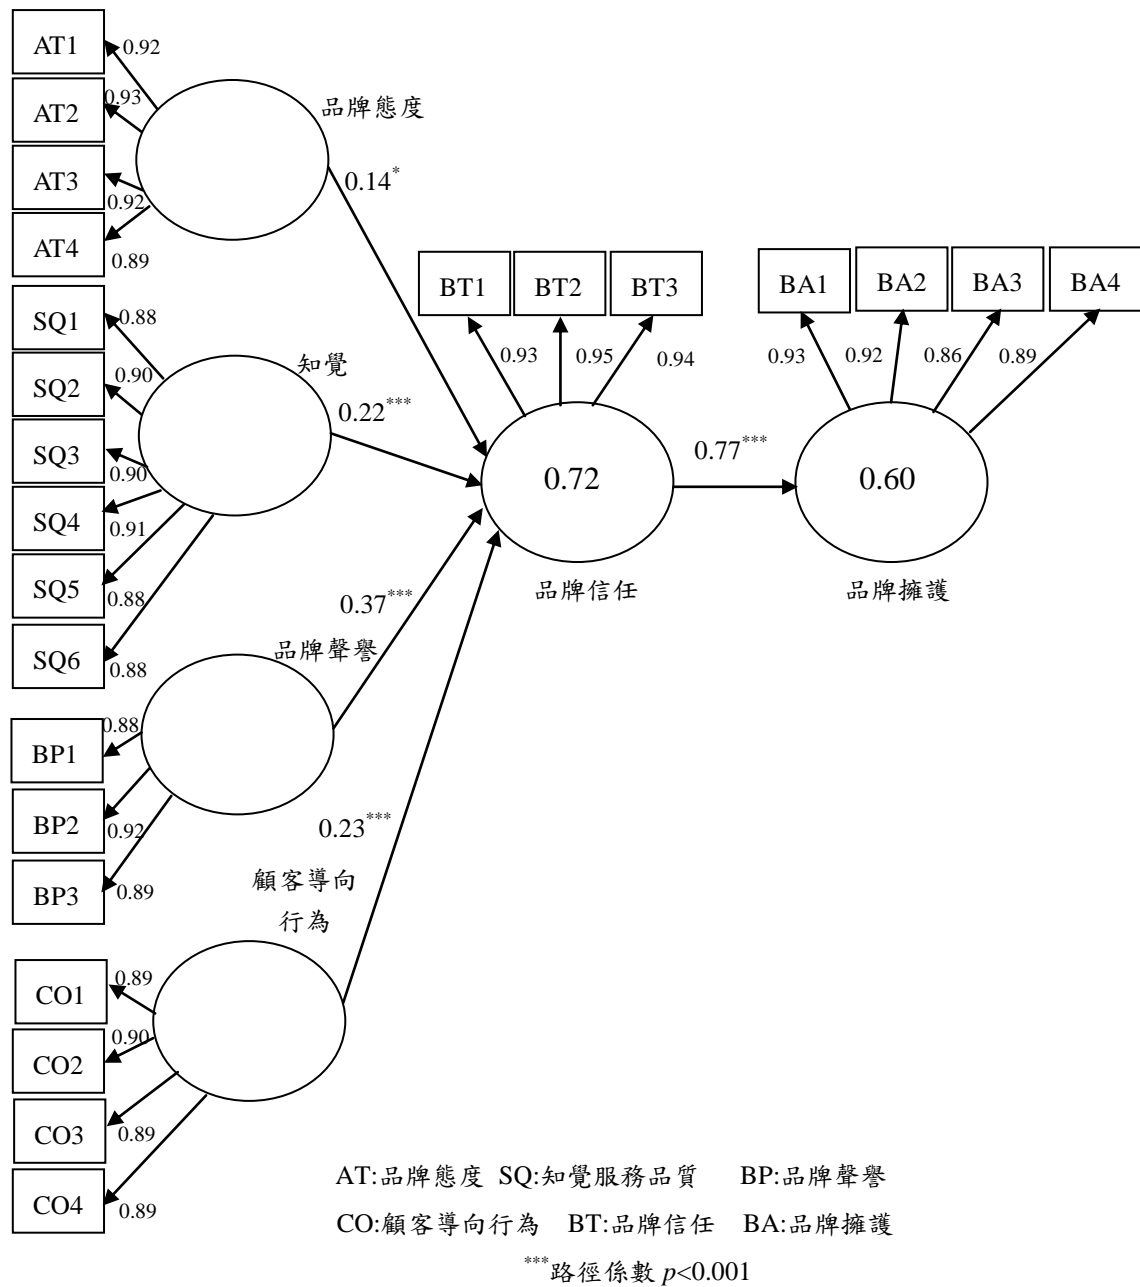 AT1
0.92
AT2
0.93
AT3
0.92
AT4
0.89
品牌態度
0.14*
SQ1
0.88
SQ2
0.90
SQ3
0.90
SQ4
0.91
SQ5
0.88
SQ6
0.88
知覺
0.22***
BP1
0.88
BP2
0.92
BP3
0.89
品牌聲譽
0.37***
CO1
0.89
CO2
0.90
CO3
0.89
CO4
0.89
顧客導向
行為
0.23***
BT1
BT2
BT3
0.93
0.95
0.94
0.72
品牌信任
0.77***
BA1
BA2
BA3
BA4
0.93
0.92
0.86
0.89
0.60
品牌擁護
AT:品牌態度 SQ:知覺服務品質 BP:品牌聲譽
CO:顧客導向行為 BT:品牌信任 BA:品牌擁護
***路徑係數 p<0.001